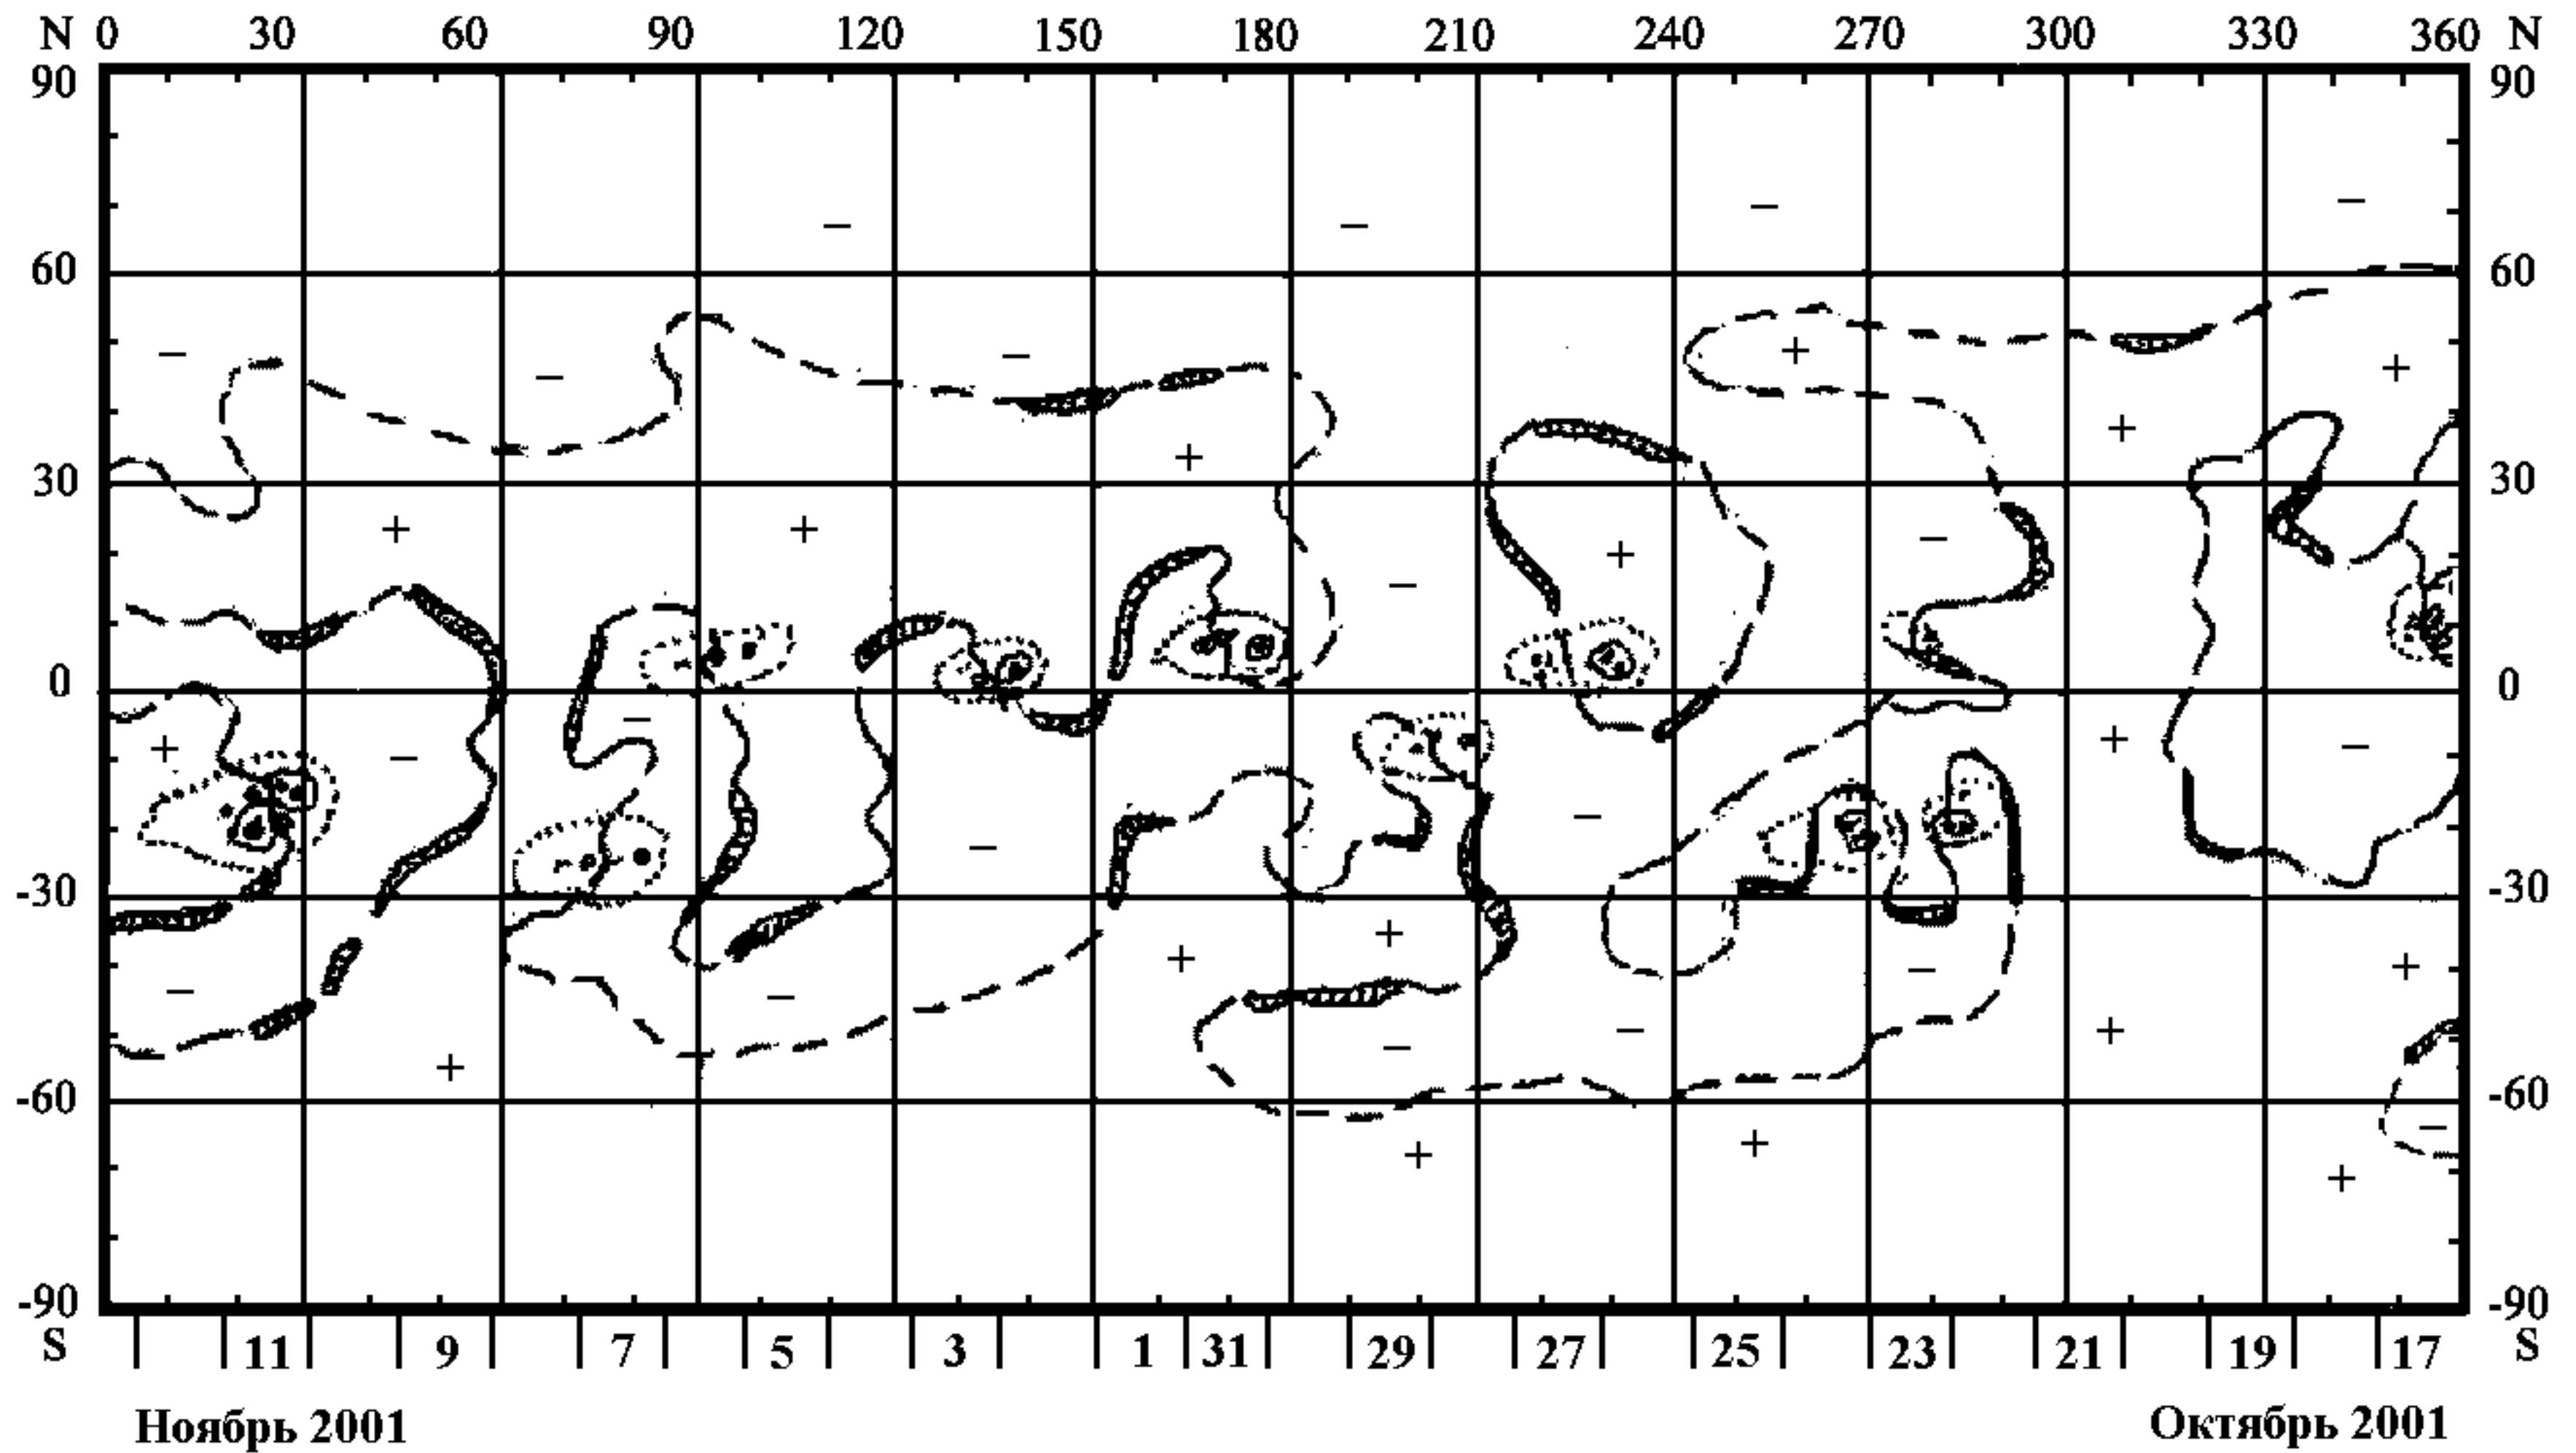 N 0 30 60 90 120 150 180 210 240 270 300 330 360 N
90 90
− − − −
60 60
− − − − + +
+ +
30 30
+ + − + −
0 0
+ − − − + −
− −
-30 -30
− − + + − − + +
+ − −
-60 -60
+ + + −
-90 -90
S 11 9 7 5 3 1 31 29 27 25 23 21 19 17 S
Ноябрь 2001 Октябрь 2001